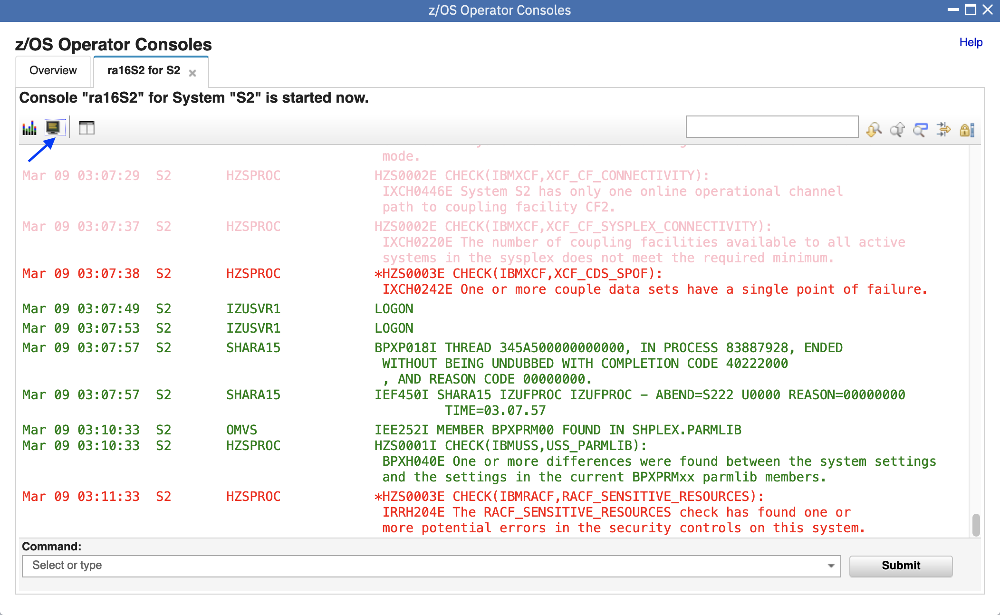 z/OS Operator Consoles
z/OS Operator Consoles
Help
Overview
ra16S2 for S2
Console "ra16S2" for System "S2" is started now.
mode.
Mar 09 03:07:29 S2 HZSPROC HZS0002E CHECK(IBMXCF,XCF_CF_CONNECTIVITY):
IXCH0446E System S2 has only one online operational channel
path to coupling facility CF2.
Mar 09 03:07:37 S2 HZSPROC HZS0002E CHECK(IBMXCF,XCF_CF_SYSPLEX_CONNECTIVITY):
IXCH0220E The number of coupling facilities available to all active
systems in the sysplex does not meet the required minimum.
Mar 09 03:07:38 S2 HZSPROC *HZS0003E CHECK(IBMXCF,XCF_CDS_SPOF):
IXCH0242E One or more couple data sets have a single point of failure.
Mar 09 03:07:49 S2 IZUSVR1 LOGON
Mar 09 03:07:53 S2 IZUSVR1 LOGON
Mar 09 03:07:57 S2 SHARA15 BPXP018I THREAD 345A500000000000, IN PROCESS 83887928, ENDED
WITHOUT BEING UNDUBBED WITH COMPLETION CODE 40222000
, AND REASON CODE 00000000.
Mar 09 03:07:57 S2 SHARA15 IEF450I SHARA15 IZUFPROC IZUFPROC - ABEND=S222 U0000 REASON=00000000
TIME=03.07.57
Mar 09 03:10:33 S2 OMVS IEE252I MEMBER BPXPRM00 FOUND IN SHPLEX.PARMLIB
Mar 09 03:10:33 S2 HZSPROC HZS0001I CHECK(IBMUSS,USS_PARMLIB):
BPXH040E One or more differences were found between the system settings
and the settings in the current BPXPRMxx parmlib members.
Mar 09 03:11:33 S2 HZSPROC *HZS0003E CHECK(IBMRACF,RACF_SENSITIVE_RESOURCES):
IRRH204E The RACF_SENSITIVE_RESOURCES check has found one or
more potential errors in the security controls on this system.
Command:
Select or type
Submit